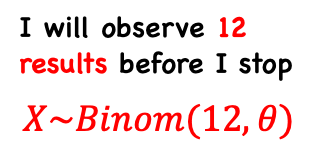 I will observe 12
results before I stop
X~Binom(12, θ)